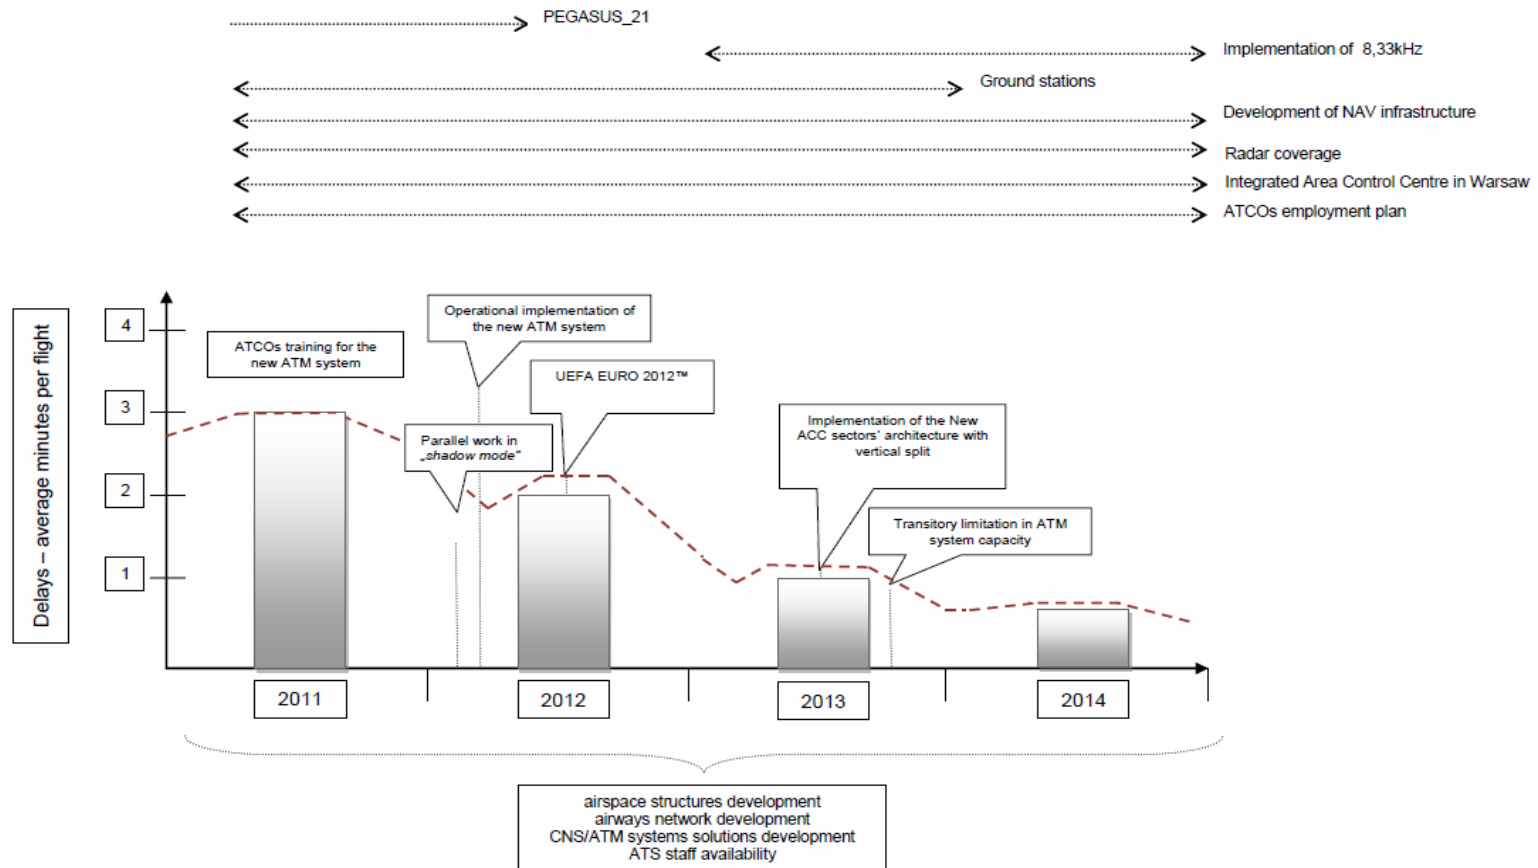 PEGASUS_21
Implementation of 8,33kHz
Ground stations
Development of NAV infrastructure
Radar coverage
Integrated Area Control Centre in Warsaw
ATCOs employment plan
Delays – average minutes per flight
4
3
2
1
ATCOs training for the
new ATM system
Operational implementation of
the new ATM system
UEFA EURO 2012™
Parallel work in
„shadow mode”
Implementation of the New
ACC sectors’ architecture with
vertical split
Transitory limitation in ATM
system capacity
2011
2012
2013
2014
airspace structures development
airways network development
CNS/ATM systems solutions development
ATS staff availability